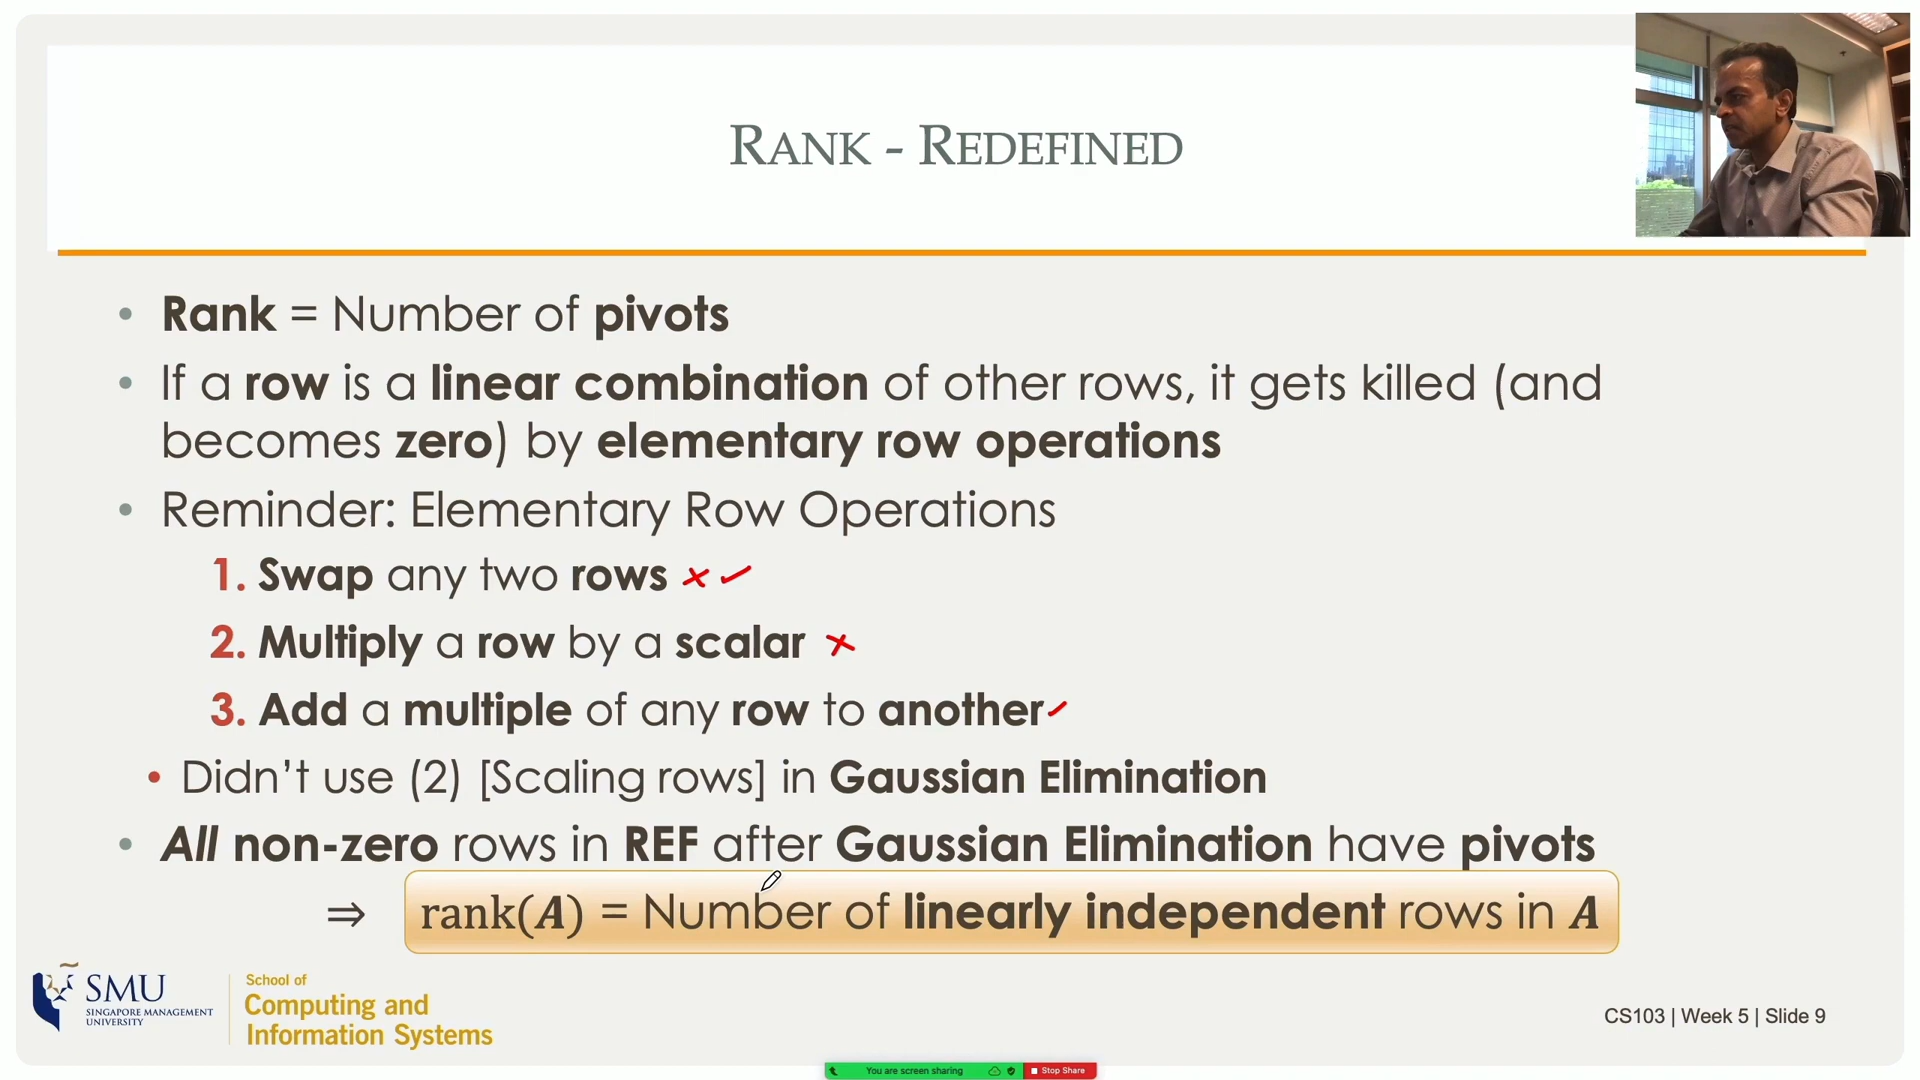 RANK - REDEFINED
• Rank = Number of pivots
• If a row is a linear combination of other rows, it gets killed (and
becomes zero) by elementary row operations
• Reminder: Elementary Row Operations
1. Swap any two rows ×✓
2. Multiply a row by a scalar ×
3. Add a multiple of any row to another✓
• Didn't use (2) [Scaling rows] in Gaussian Elimination
• All non-zero rows in REF after Gaussian Elimination have pivots
⇒ rank(A) = Number of linearly independent rows in A
SMU
SINGAPORE MANAGEMENT
UNIVERSITY
School of
Computing and
Information Systems
CS103 | Week 5 | Slide 9
You are screen sharing
Stop Share